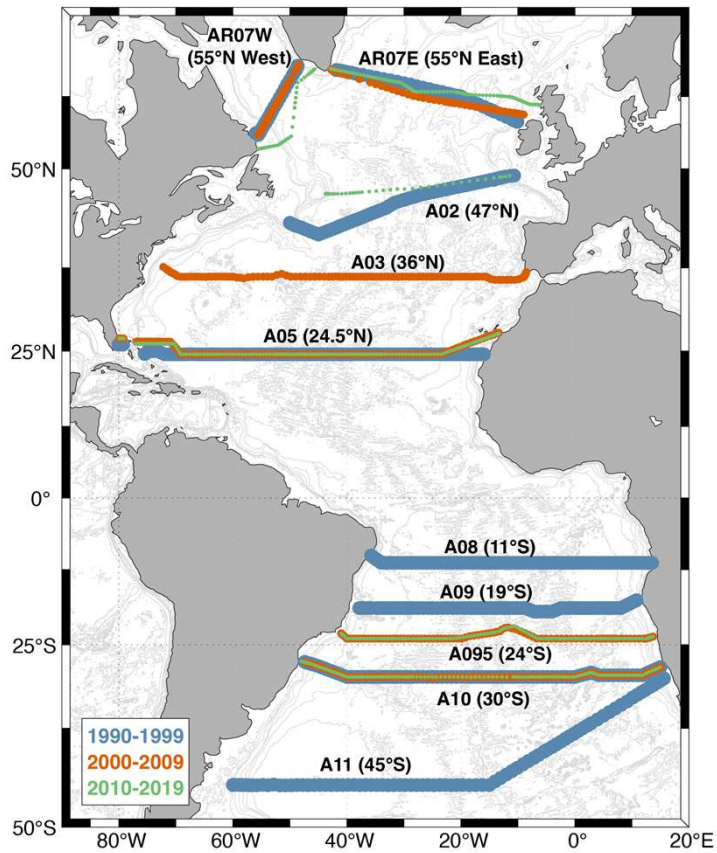 AR07W
(55°N West)
AR07E (55°N East)
50°N
A02 (47°N)
A03 (36°N)
A05 (24.5°N)
25°N
0°
A08 (11°S)
A09 (19°S)
25°S
A095 (24°S)
A10 (30°S)
1990-1999
2000-2009
2010-2019
A11 (45°S)
50°S
80°W 60°W 40°W 20°W 0° 20°E